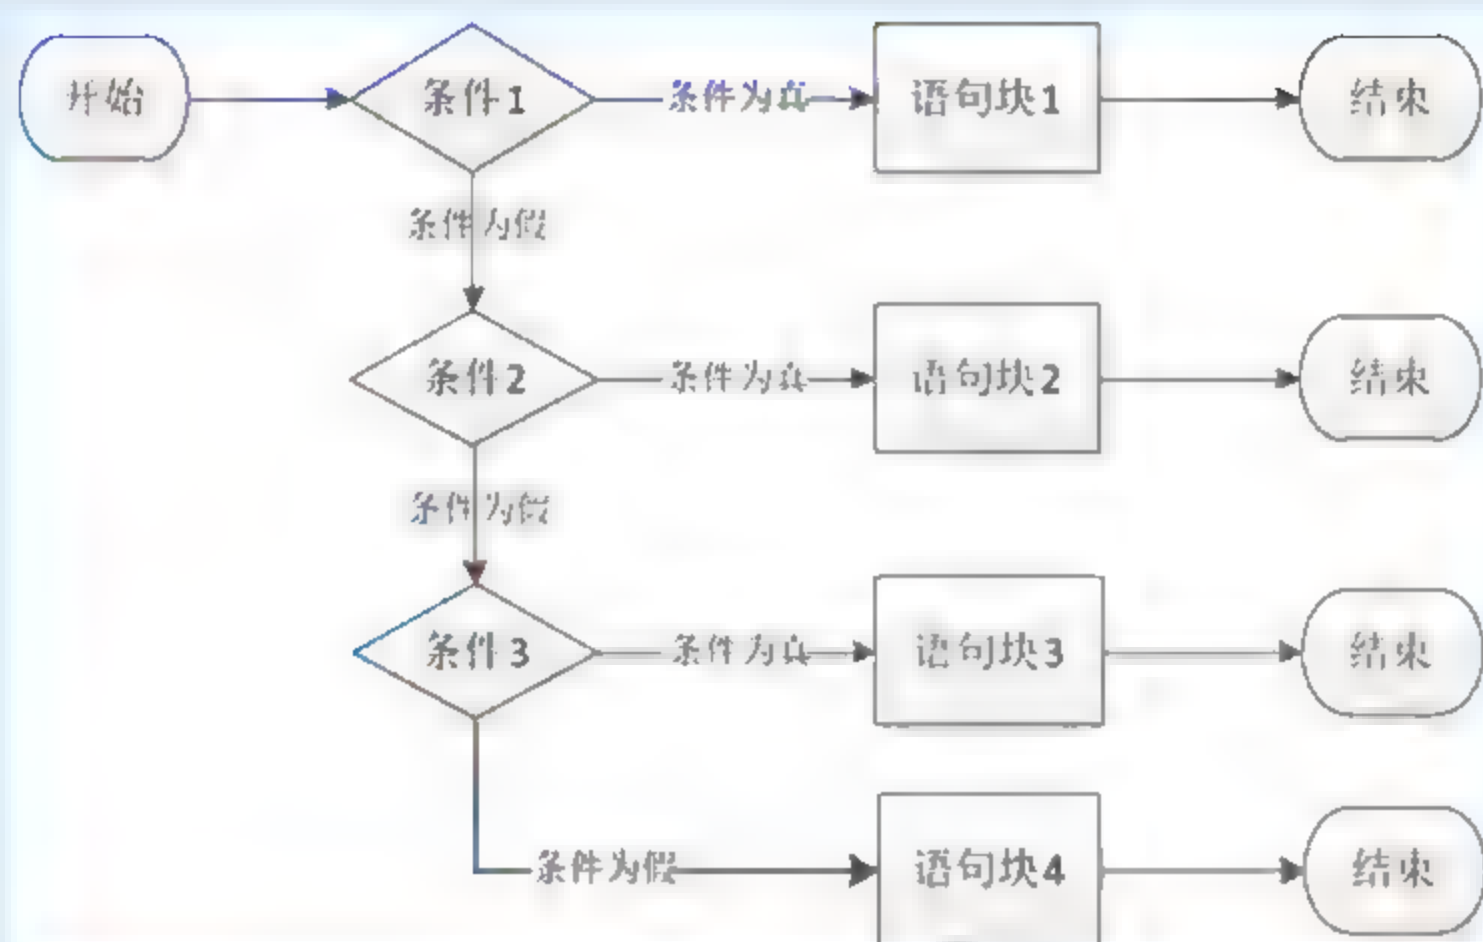 开始 条件1 条件为真 语句块1 结束
条件为假
条件2 条件为真 语句块2 结束
条件为假
条件3 条件为真 语句块3 结束
条件为假 语句块4 结束